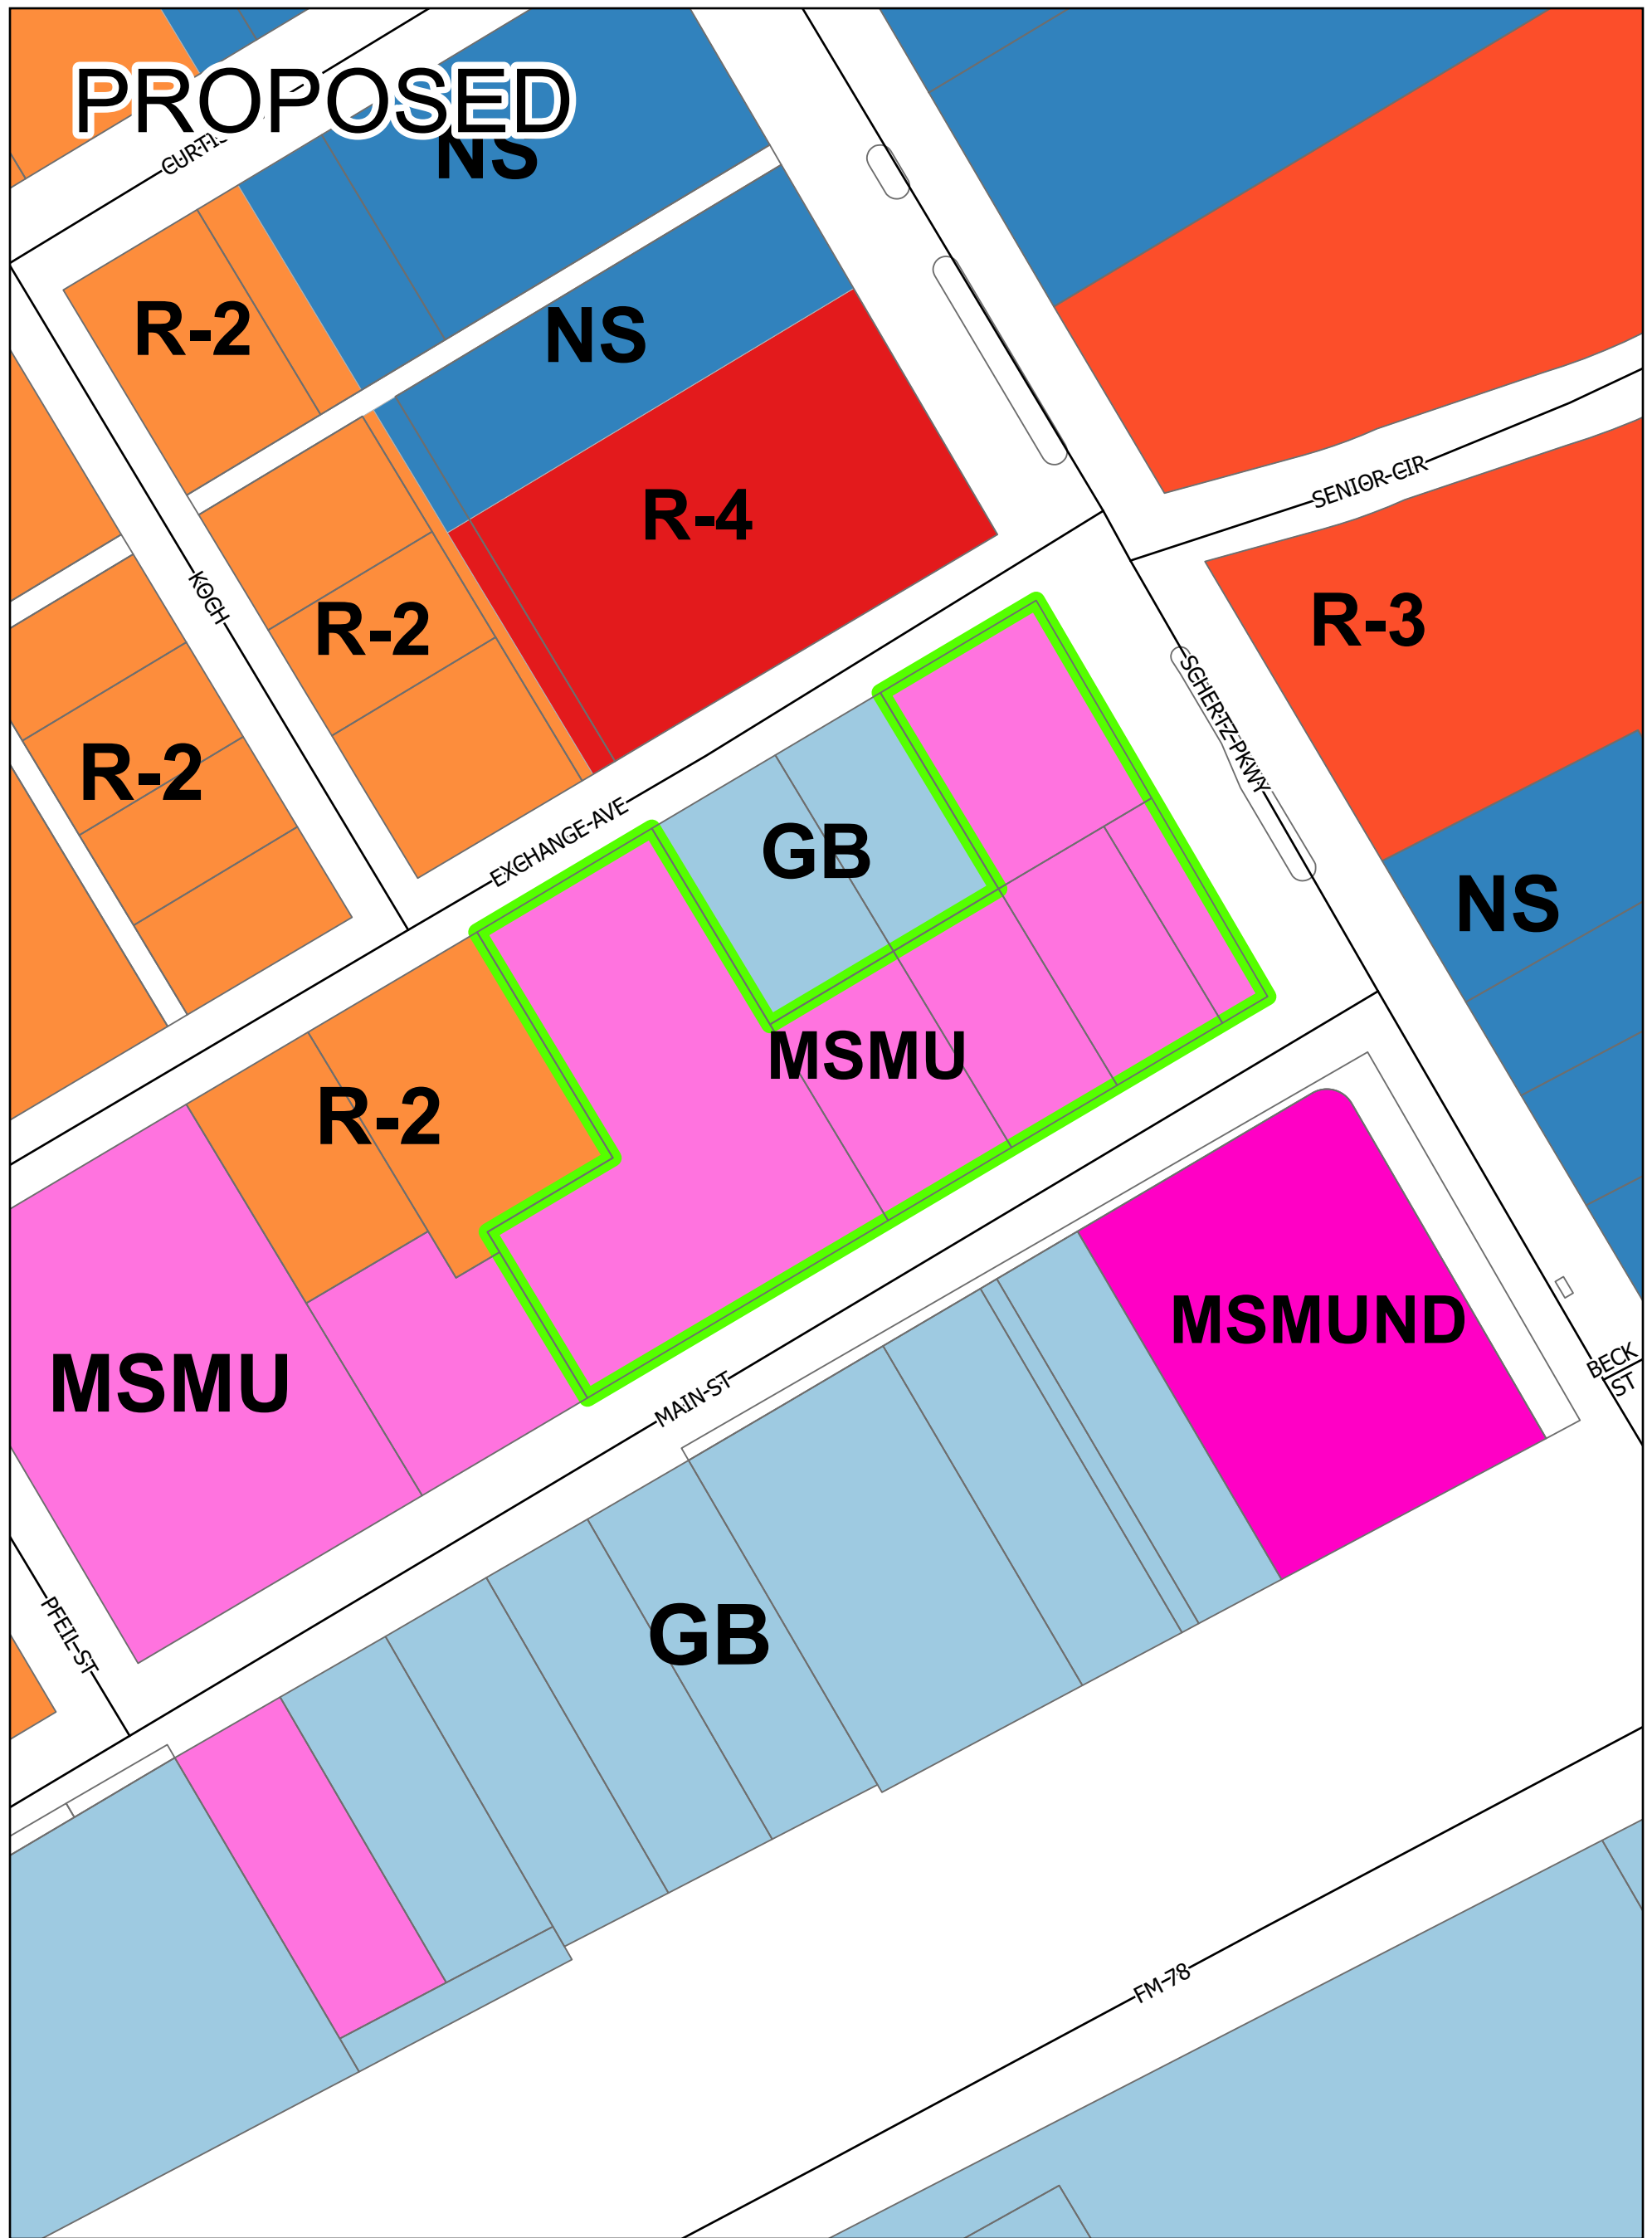 PROPOSED
CURTIS
NS
R-2
NS
SENIOR-CIR
R-4
KOCH
R-2
R-3
SCHERTZ-PKWY
R-2
EXCHANGE-AVE
GB
NS
MSMU
R-2
MSMUND
MSMU
MAIN-ST
BECK
ST
PFEIL-ST
GB
FM-78